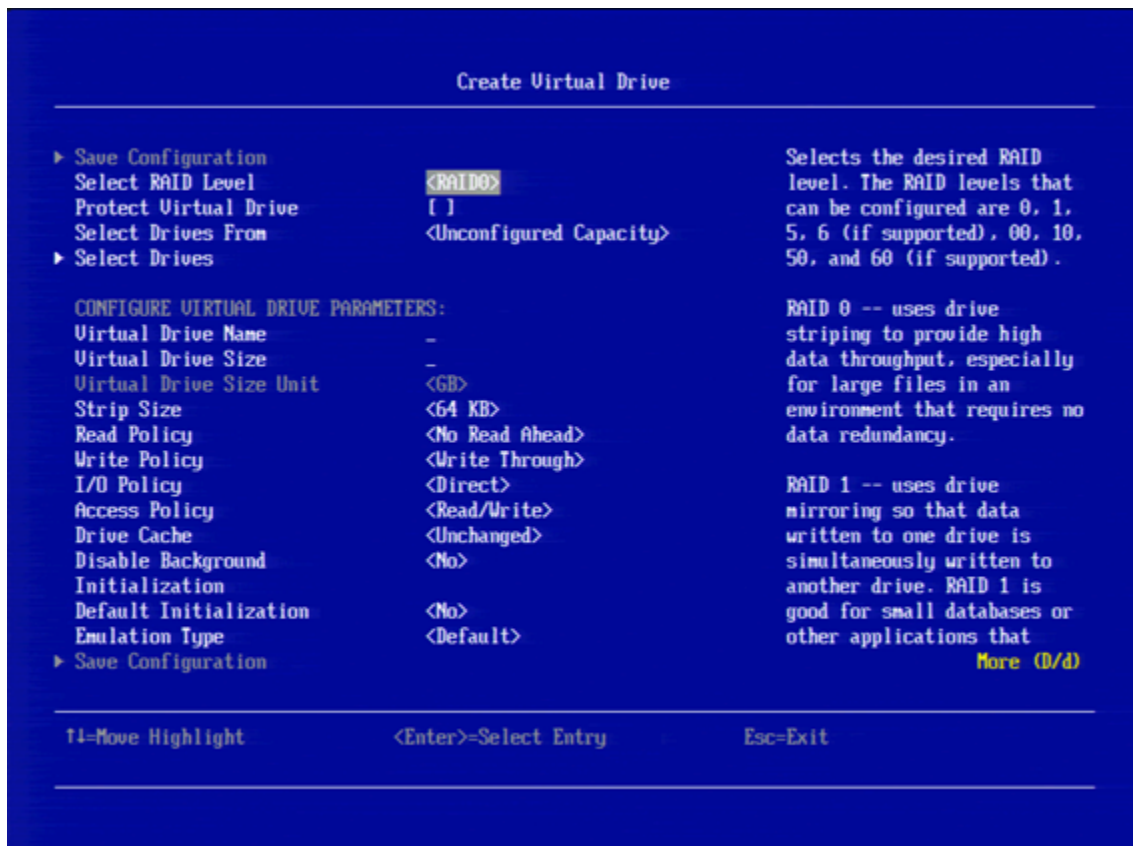 Create Virtual Drive
▶ Save Configuration
Select RAID Level <RAID0>
Protect Virtual Drive [ ]
Select Drives From <Unconfigured Capacity>
▶ Select Drives
CONFIGURE VIRTUAL DRIVE PARAMETERS:
Virtual Drive Name _
Virtual Drive Size _
Virtual Drive Size Unit <GB>
Strip Size <64 KB>
Read Policy <No Read Ahead>
Write Policy <Write Through>
I/O Policy <Direct>
Access Policy <Read/Write>
Drive Cache <Unchanged>
Disable Background <No>
Initialization
Default Initialization <No>
Emulation Type <Default>
▶ Save Configuration
Selects the desired RAID
level. The RAID levels that
can be configured are 0, 1,
5, 6 (if supported), 00, 10,
50, and 60 (if supported).
RAID 0 -- uses drive
striping to provide high
data throughput, especially
for large files in an
environment that requires no
data redundancy.
RAID 1 -- uses drive
mirroring so that data
written to one drive is
simultaneously written to
another drive. RAID 1 is
good for small databases or
other applications that
More (D/d)
↑↓=Move Highlight <Enter>=Select Entry Esc=Exit